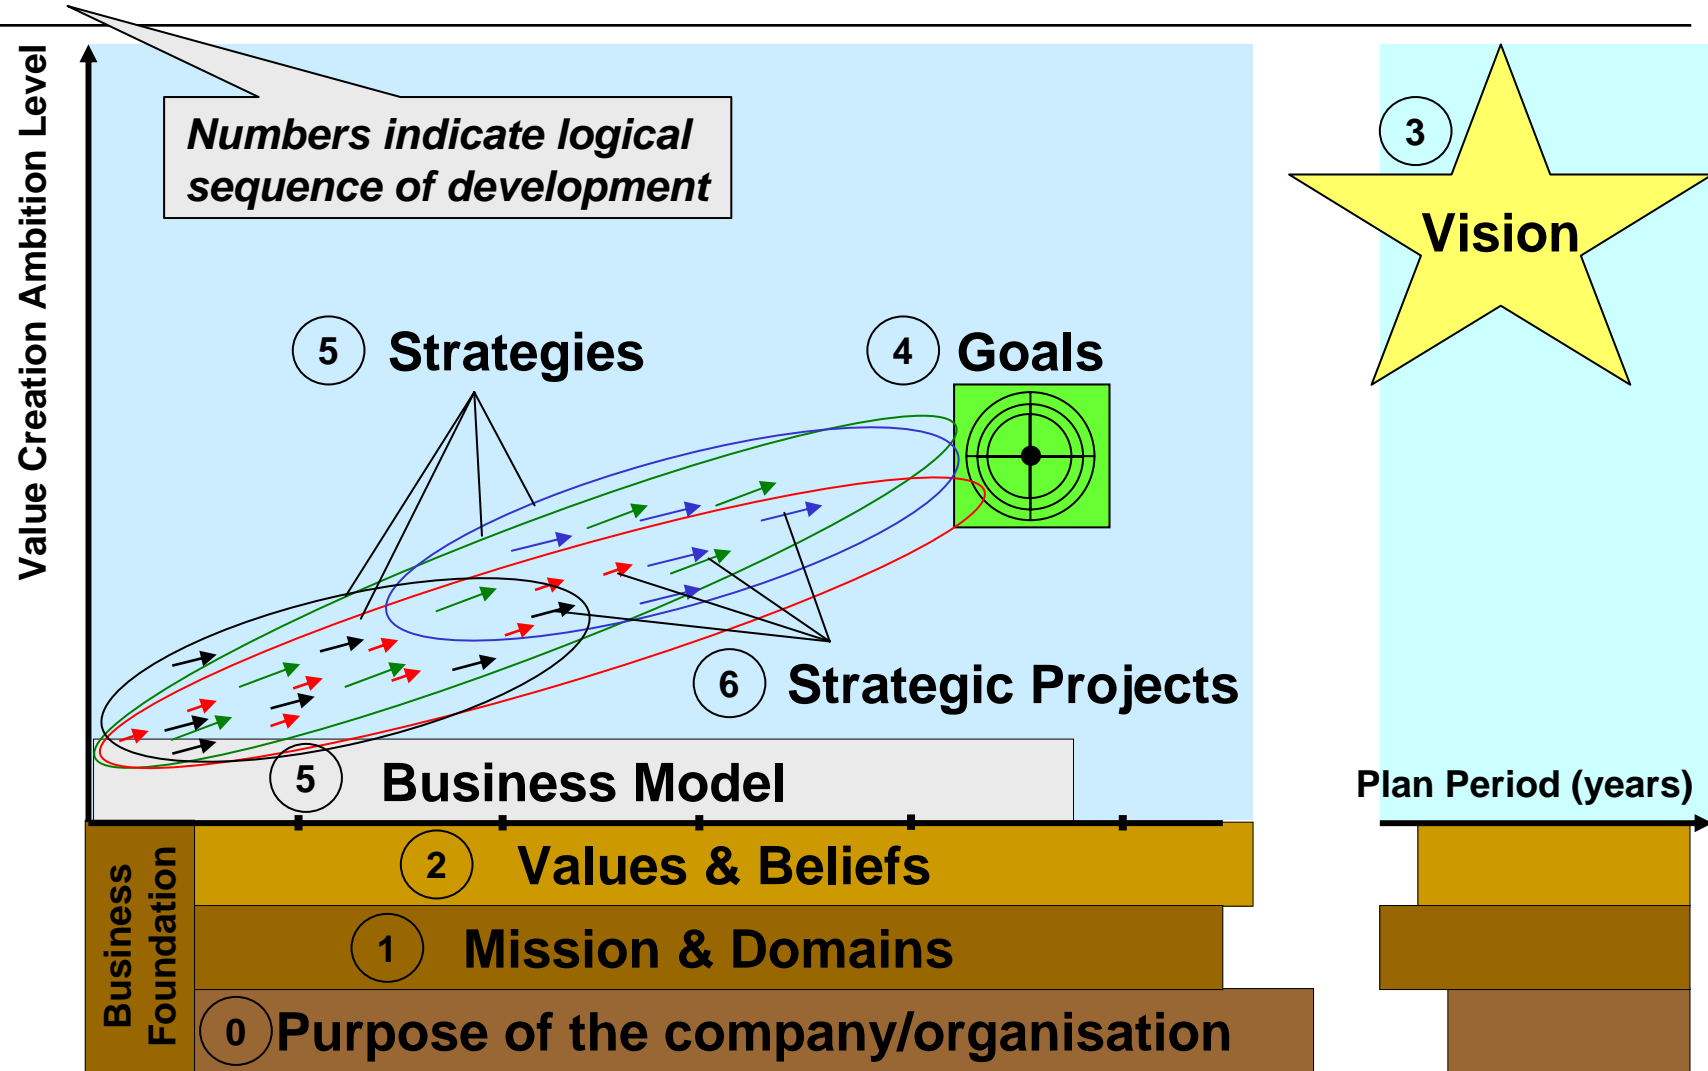 Value Creation Ambition Level
Numbers indicate logical
sequence of development
3
Vision
5 Strategies
4 Goals
6 Strategic Projects
5 Business Model
Plan Period (years)
Business
Foundation
2 Values & Beliefs
1 Mission & Domains
0 Purpose of the company/organisation